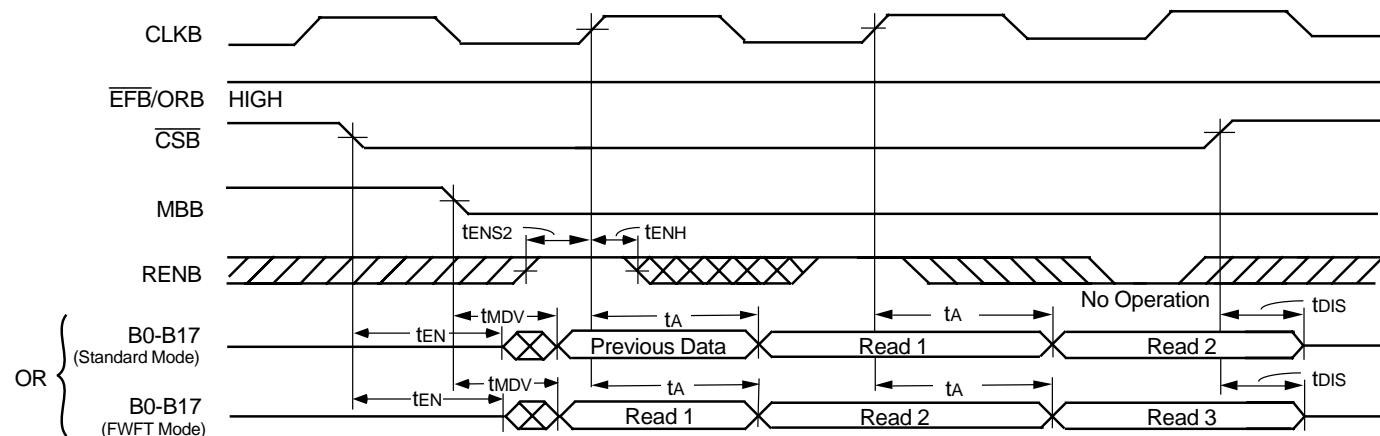 CLKB
EFB/ORB HIGH
CSB
MBB
tENS2 tENH
RENB
No Operation
tMDV tA tA tDIS
B0-B17 tEN
(Standard Mode) Previous Data Read 1 Read 2
OR
tMDV tA tA tDIS
B0-B17 tEN
(FWFT Mode) Read 1 Read 2 Read 3